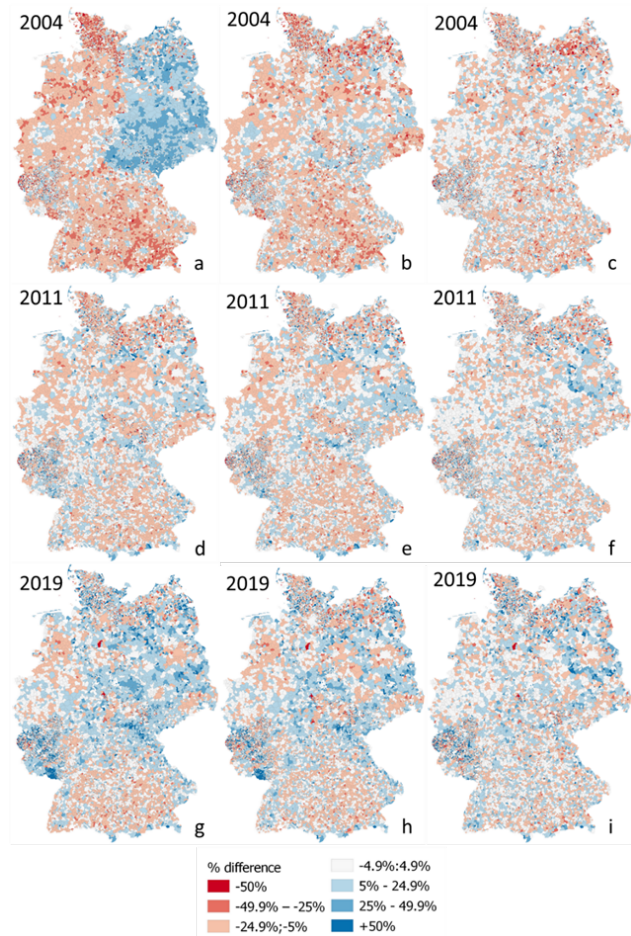 2004 2004 2004
a b c
2011 2011 2011
d e f
2019 2019 2019
g h i
% difference
-50%
-49.9% – -25%
-24.9%;-5%
-4.9%:4.9%
5% - 24.9%
25% - 49.9%
+50%